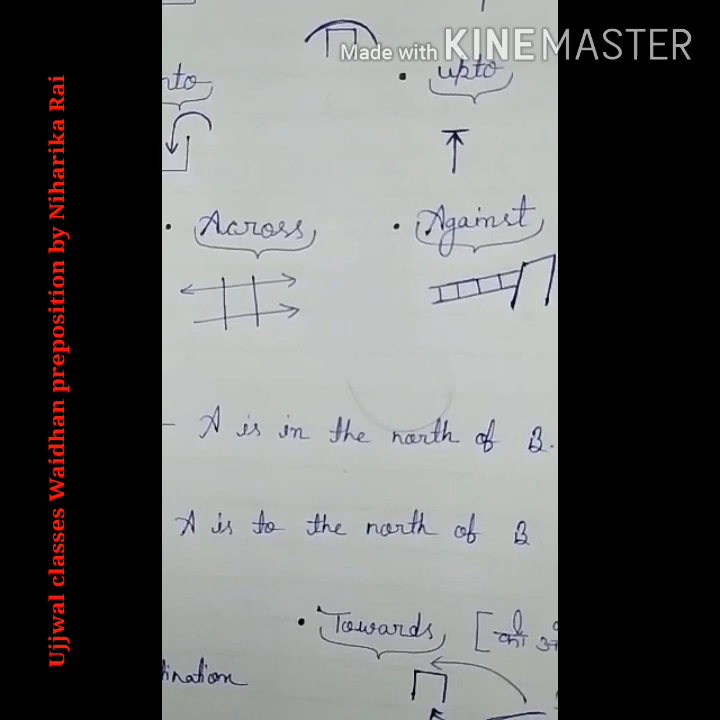 Made with KINEMASTER
Ujjwal classes Waidhan preposition by Niharika Rai
nto
• upto
• Across
• Against
- A is in the north of B.
A is to the north of B
• Towards [की
tination